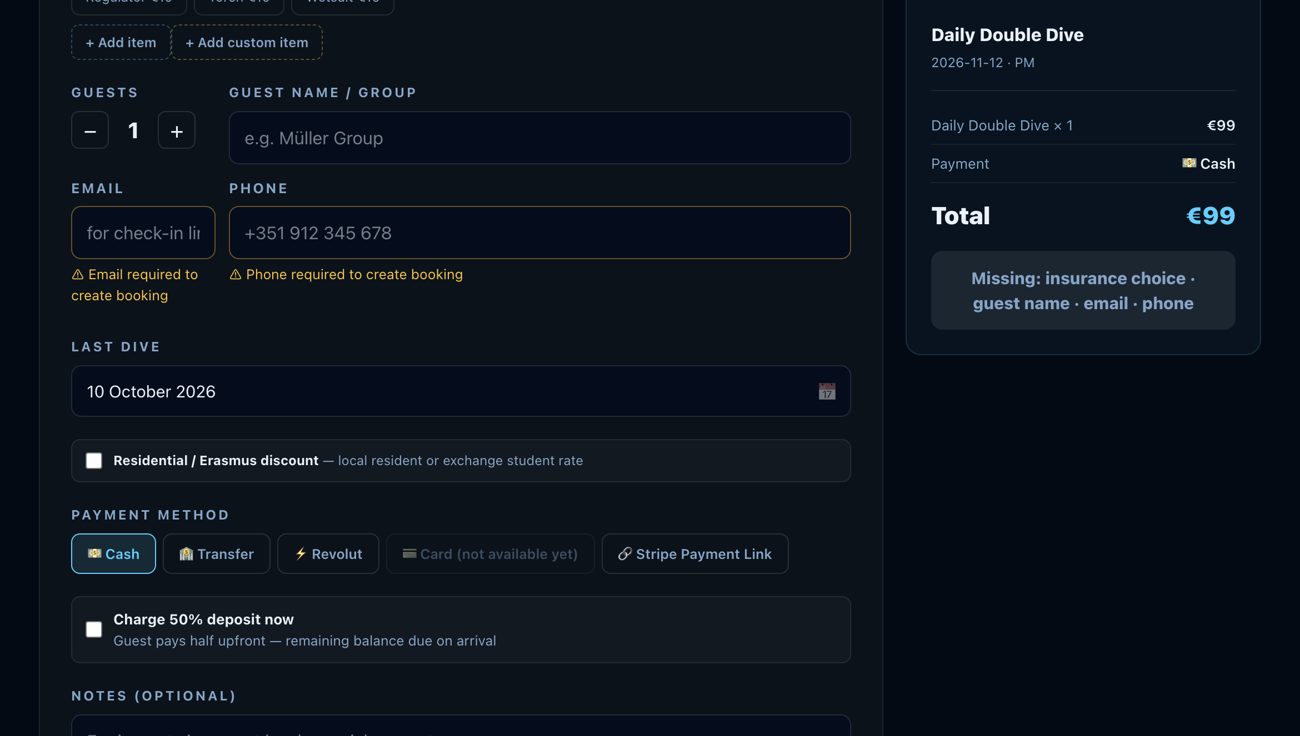 + Add item
+ Add custom item
GUESTS
GUEST NAME / GROUP
− 1 +
e.g. Müller Group
EMAIL
PHONE
for check-in
+351 912 345 678
⚠ Email required to
create booking
⚠ Phone required to create booking
LAST DIVE
10 October 2026
17
Residential / Erasmus discount — local resident or exchange student rate
PAYMENT METHOD
Cash
Transfer
Revolut
Card (not available yet)
Stripe Payment Link
Charge 50% deposit now
Guest pays half upfront — remaining balance due on arrival
NOTES (OPTIONAL)
Daily Double Dive
2026-11-12 · PM
Daily Double Dive × 1 €99
Payment Cash
Total €99
Missing: insurance choice ·
guest name · email · phone